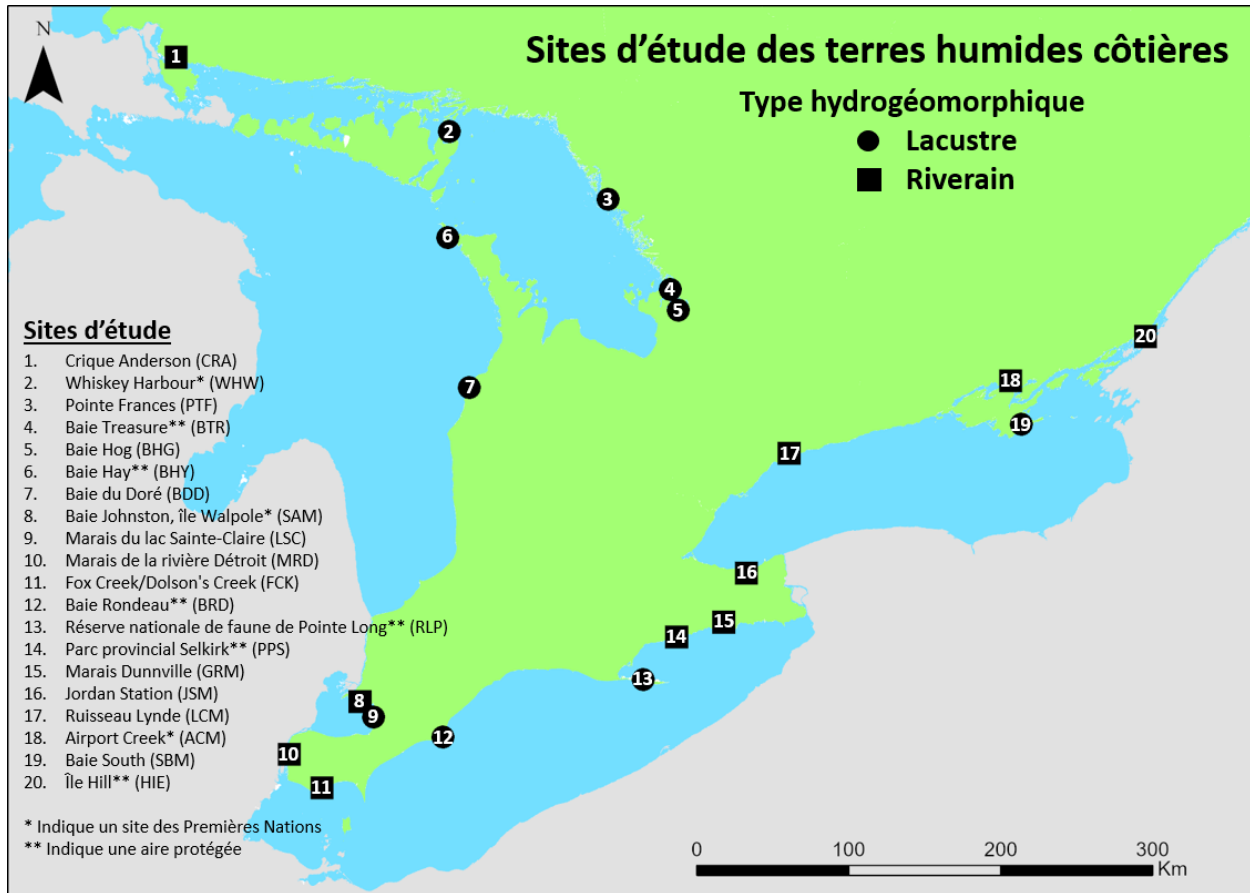 N
Sites d'étude des terres humides côtières
Type hydrogéomorphique
Lacustre
Riverain
1
2
3
4
5
6
7
20
18
19
17
16
15
14
13
8
9
12
10
11
Sites d'étude
1. Crique Anderson (CRA)
2. Whiskey Harbour* (WHW)
3. Pointe Frances (PTF)
4. Baie Treasure** (BTR)
5. Baie Hog (BHG)
6. Baie Hay** (BHY)
7. Baie du Doré (BDD)
8. Baie Johnston, île Walpole* (SAM)
9. Marais du lac Sainte-Claire (LSC)
10. Marais de la rivière Détroit (MRD)
11. Fox Creek/Dolson's Creek (FCK)
12. Baie Rondeau** (BRD)
13. Réserve nationale de faune de Pointe Long** (RLP)
14. Parc provincial Selkirk** (PPS)
15. Marais Dunnville (GRM)
16. Jordan Station (JSM)
17. Ruisseau Lynde (LCM)
18. Airport Creek* (ACM)
19. Baie South (SBM)
20. Île Hill** (HIE)
* Indique un site des Premières Nations
** Indique une aire protégée
0 100 200 300
Km